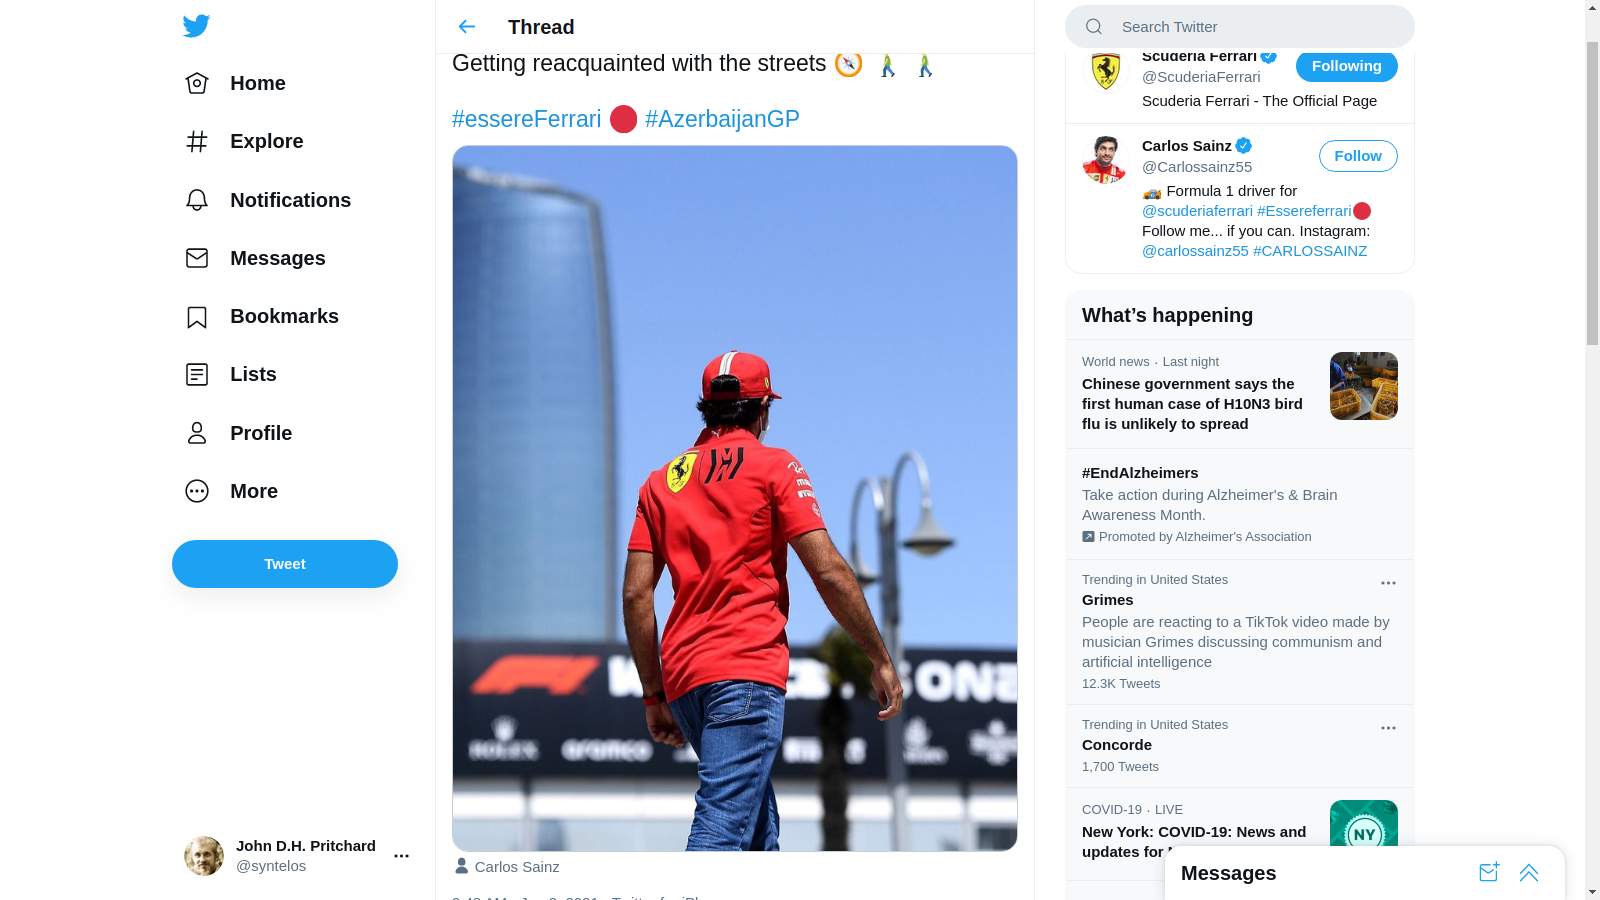 Home
Explore
Notifications
Messages
Bookmarks
Lists
Profile
More
Tweet
John D.H. Pritchard
@syntelos
Thread
Getting reacquainted with the streets
#essereFerrari #AzerbaijanGP
F1
ROLEX
aramco
Carlos Sainz
Search Twitter
Scuderia Ferrari
@ScuderiaFerrari
Following
Scuderia Ferrari - The Official Page
Carlos Sainz
@Carlossainz55
Follow
Formula 1 driver for
@scuderiaferrari #Essereferrari
Follow me... if you can. Instagram:
@carlossainz55 #CARLOSSAINZ
What’s happening
World news · Last night
Chinese government says the
first human case of H10N3 bird
flu is unlikely to spread
#EndAlzheimers
Take action during Alzheimer's & Brain
Awareness Month.
Promoted by Alzheimer's Association
Trending in United States
Grimes
People are reacting to a TikTok video made by
musician Grimes discussing communism and
artificial intelligence
12.3K Tweets
Trending in United States
Concorde
1,700 Tweets
COVID-19 · LIVE
New York: COVID-19: News and
updates for
NY
Messages